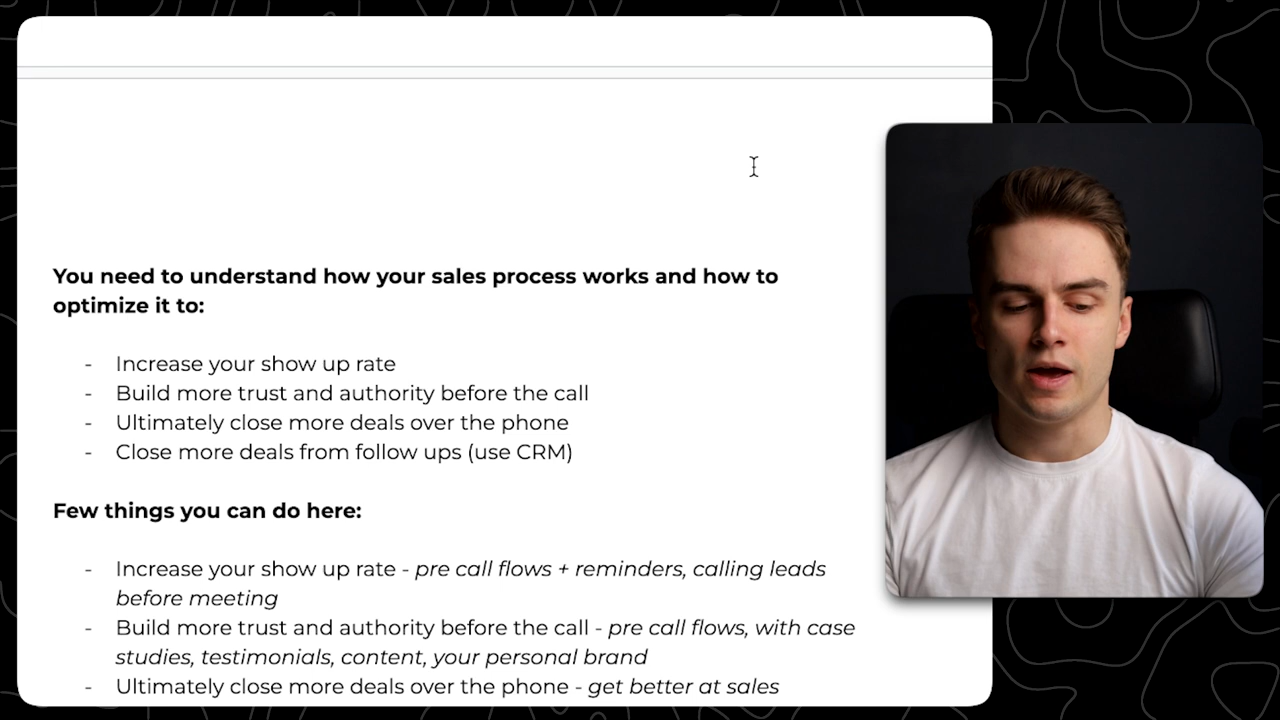 You need to understand how your sales process works and how to
optimize it to:
- Increase your show up rate
- Build more trust and authority before the call
- Ultimately close more deals over the phone
- Close more deals from follow ups (use CRM)
Few things you can do here:
- Increase your show up rate - pre call flows + reminders, calling leads
before meeting
- Build more trust and authority before the call - pre call flows, with case
studies, testimonials, content, your personal brand
- Ultimately close more deals over the phone - get better at sales